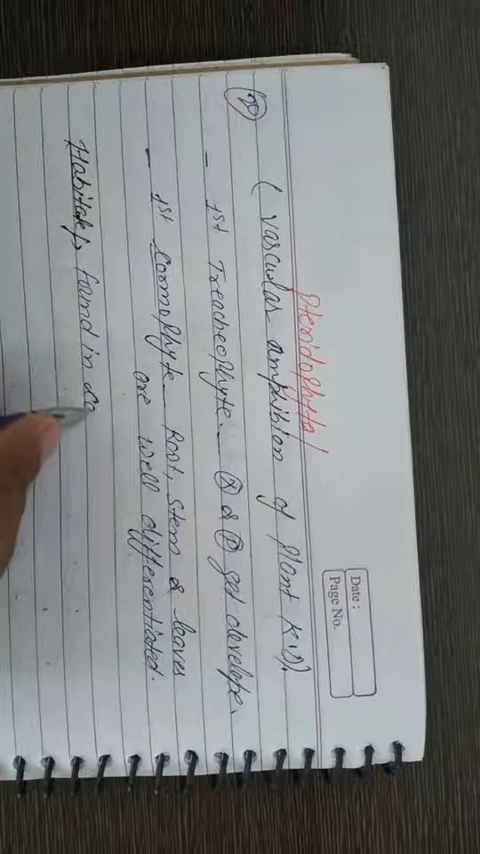 Date :
Page No.
Pteridophyta/
(vascular amphibian of plant K.D).
- 1st Treacheophyte. (X) & (P) get develope.
- 1st Cormophyte Root, stem & leaves
are well differentiated.
Habitat, found in